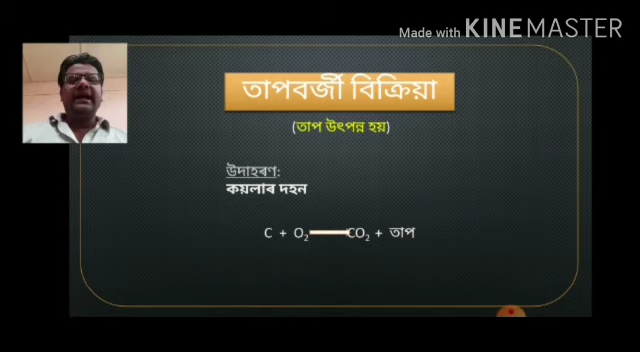 Made with KINEMASTER
তাপবৰ্জী বিক্ৰিয়া
(তাপ উৎপন্ন হয়)
উদাহৰণ:
কয়লাৰ দহন
C + O₂ CO₂ + তাপ